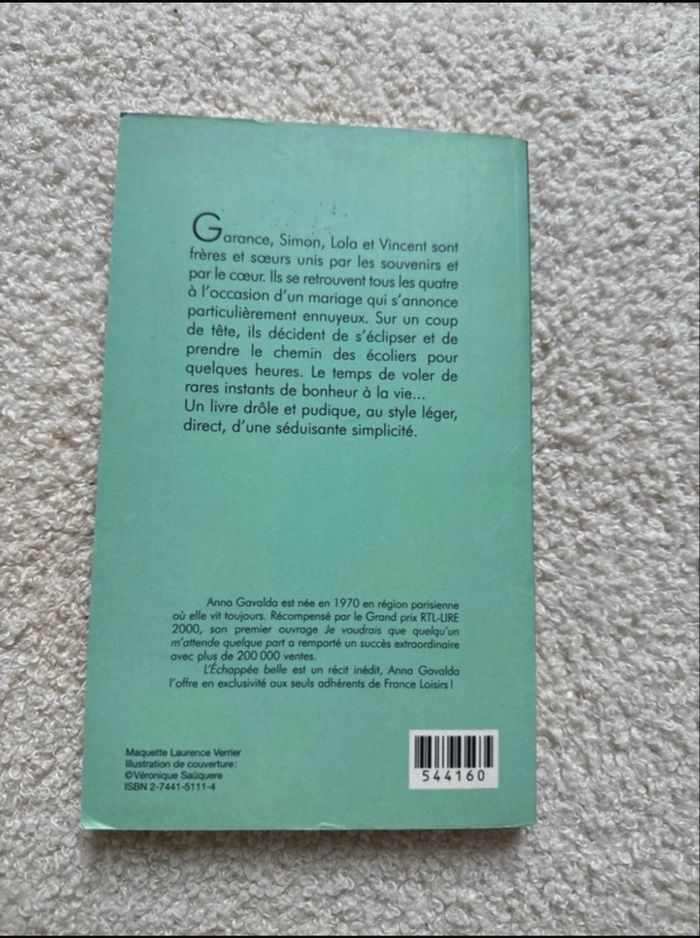 Garance, Simon, Lola et Vincent sont
frères et sœurs unis par les souvenirs et
par le cœur. Ils se retrouvent tous les quatre
à l'occasion d'un mariage qui s'annonce
particulièrement ennuyeux. Sur un coup
de tête, ils décident de s'éclipser et de
prendre le chemin des écoliers pour
quelques heures. Le temps de voler de
rares instants de bonheur à la vie...
Un livre drôle et pudique, au style léger,
direct, d'une séduisante simplicité.
Anna Gavalda est née en 1970 en région parisienne
où elle vit toujours. Récompensé par le Grand prix RTL-LIRE
2000, son premier ouvrage Je voudrais que quelqu'un
m'attende quelque part a remporté un succès extraordinaire
avec plus de 200 000 ventes.
L'Échappée belle est un récit inédit, Anna Gavalda
l'offre en exclusivité aux seuls adhérents de France Loisirs !
Maquette Laurence Verrier
Illustration de couverture :
©Véronique Saüquere
ISBN 2-7441-5111-4
544160